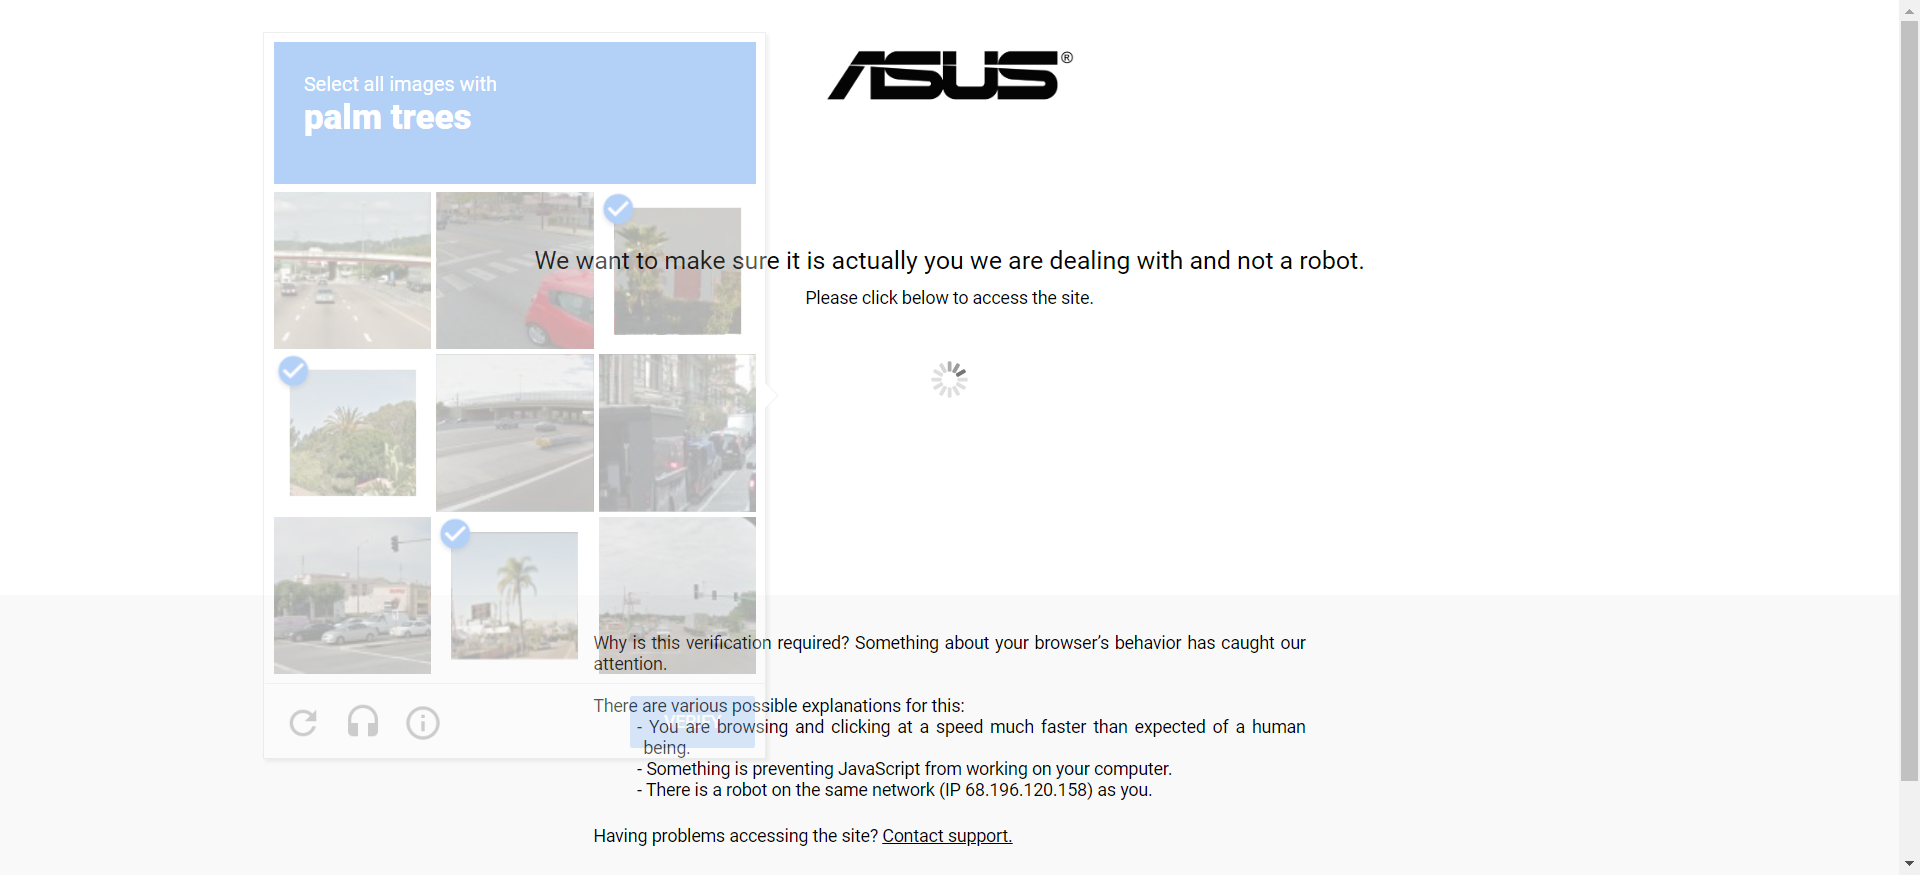 Select all images with
palm trees
ASUS®
We want to make sure it is actually you we are dealing with and not a robot.
Please click below to access the site.
Why is this verification required? Something about your browser’s behavior has caught our
attention.
There are various possible explanations for this:
VERIFY
- You are browsing and clicking at a speed much faster than expected of a human
being.
- Something is preventing JavaScript from working on your computer.
- There is a robot on the same network (IP 68.196.120.158) as you.
Having problems accessing the site? Contact support.